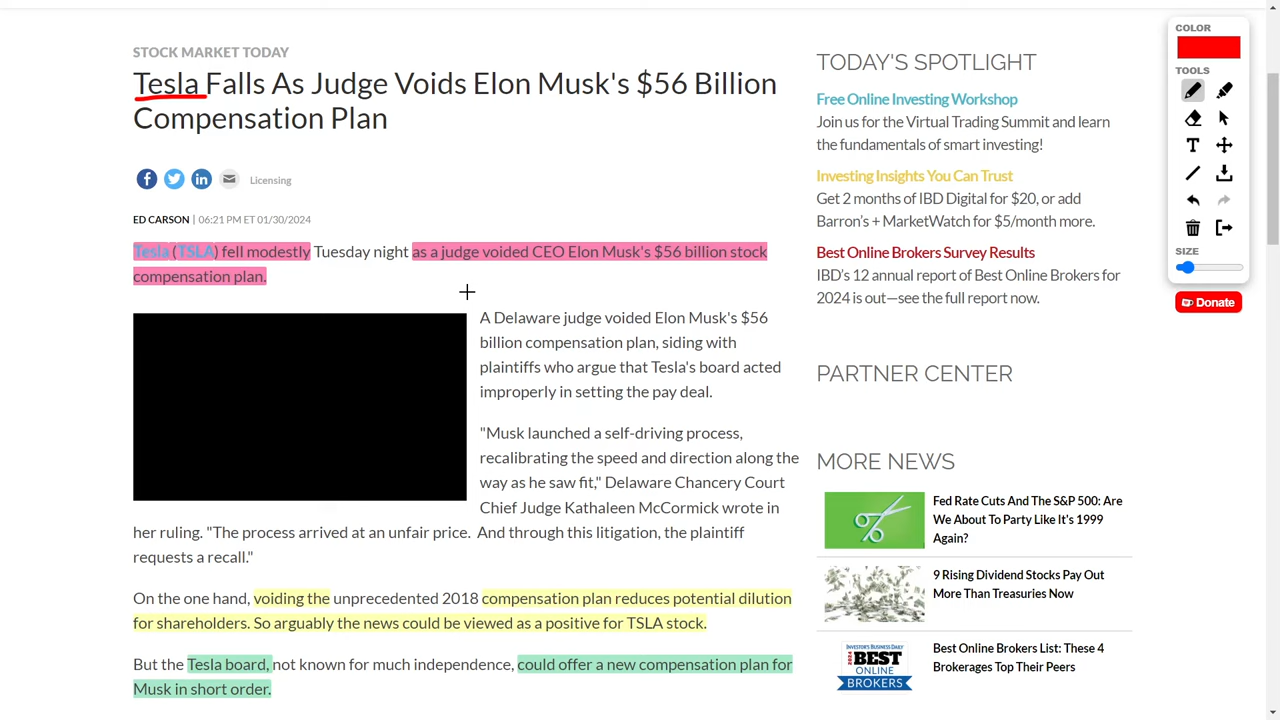 STOCK MARKET TODAY
Tesla Falls As Judge Voids Elon Musk's $56 Billion
Compensation Plan
Licensing
ED CARSON | 06:21 PM ET 01/30/2024
Tesla (TSLA) fell modestly Tuesday night as a judge voided CEO Elon Musk's $56 billion stock
compensation plan.
A Delaware judge voided Elon Musk's $56
billion compensation plan, siding with
plaintiffs who argue that Tesla's board acted
improperly in setting the pay deal.
"Musk launched a self-driving process,
recalibrating the speed and direction along the
way as he saw fit," Delaware Chancery Court
Chief Judge Kathaleen McCormick wrote in
her ruling. "The process arrived at an unfair price. And through this litigation, the plaintiff
requests a recall."
On the one hand, voiding the unprecedented 2018 compensation plan reduces potential dilution
for shareholders. So arguably the news could be viewed as a positive for TSLA stock.
But the Tesla board, not known for much independence, could offer a new compensation plan for
Musk in short order.
TODAY'S SPOTLIGHT
Free Online Investing Workshop
Join us for the Virtual Trading Summit and learn
the fundamentals of smart investing!
Investing Insights You Can Trust
Get 2 months of IBD Digital for $20, or add
Barron's + MarketWatch for $5/month more.
Best Online Brokers Survey Results
IBD's 12 annual report of Best Online Brokers for
2024 is out—see the full report now.
PARTNER CENTER
MORE NEWS
Fed Rate Cuts And The S&P 500: Are
We About To Party Like It's 1999
Again?
9 Rising Dividend Stocks Pay Out
More Than Treasuries Now
INVESTOR'S BUSINESS DAILY
2024 BEST
ONLINE
BROKERS
Best Online Brokers List: These 4
Brokerages Top Their Peers
COLOR
TOOLS
T
SIZE
Donate